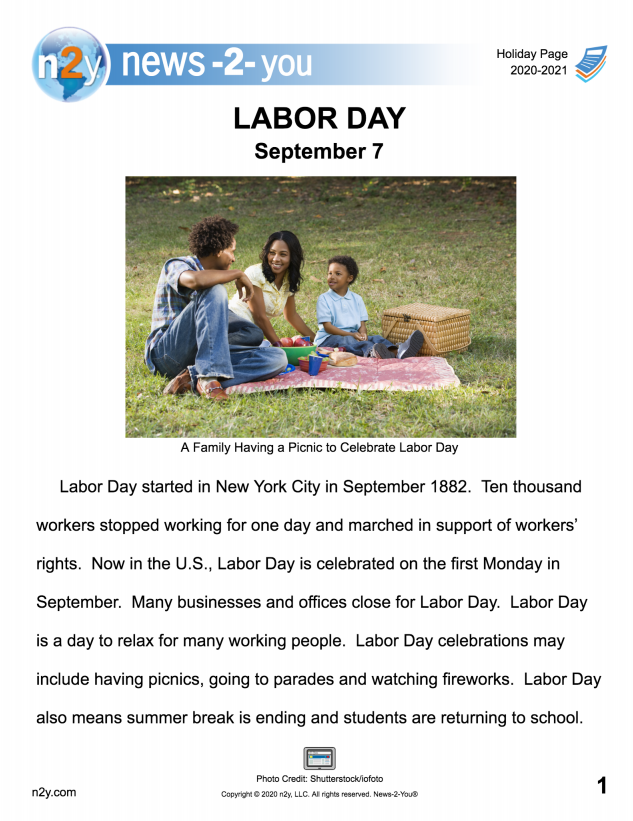 n2y news -2- you
Holiday Page
2020-2021
LABOR DAY
September 7
A Family Having a Picnic to Celebrate Labor Day
Labor Day started in New York City in September 1882.  Ten thousand
workers stopped working for one day and marched in support of workers'
rights.  Now in the U.S., Labor Day is celebrated on the first Monday in
September.  Many businesses and offices close for Labor Day.  Labor Day
is a day to relax for many working people.  Labor Day celebrations may
include having picnics, going to parades and watching fireworks.  Labor Day
also means summer break is ending and students are returning to school.
Photo Credit: Shutterstock/iofoto
n2y.com
Copyright © 2020 n2y, LLC. All rights reserved. News-2-You®
1